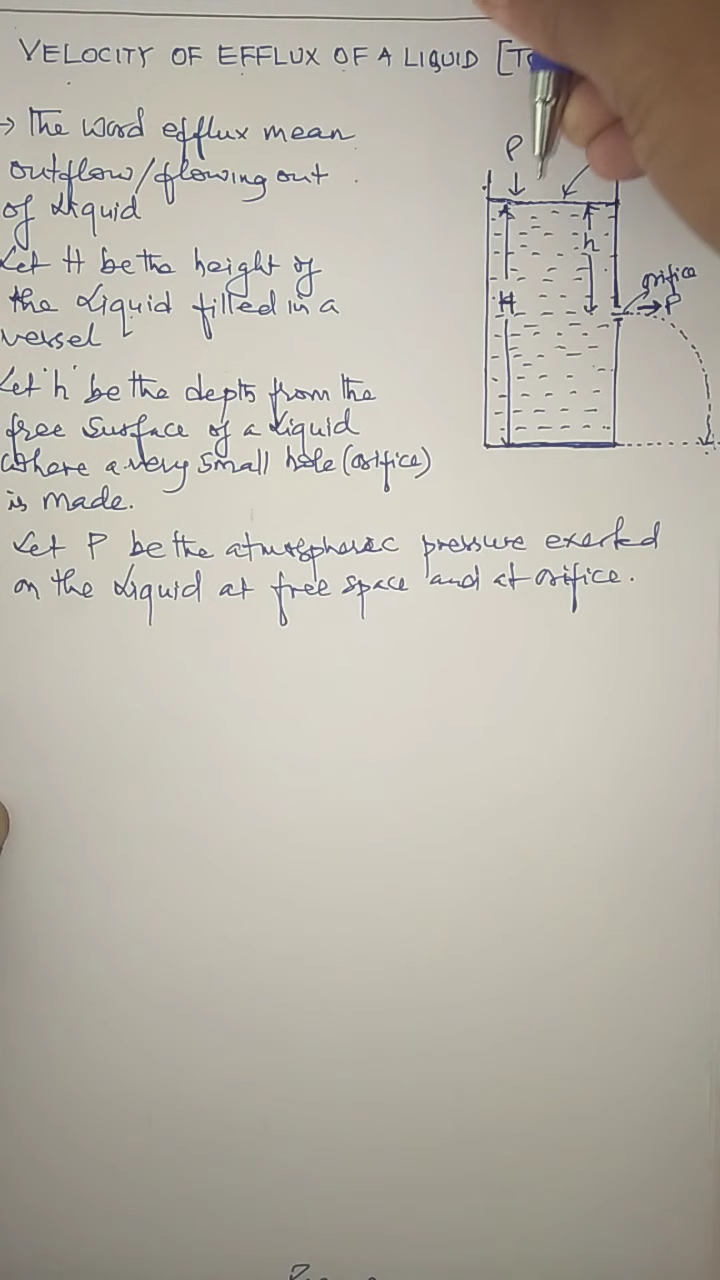 VELOCITY OF EFFLUX OF A LIQUID [To
→ The word efflux mean
outflow/flowing out
of liquid
Let H be the height of
the liquid filled in a
vessel
Let 'h' be the depth from the
free surface of a liquid
where a very small hole (orifice)
is made.
Let P be the atmospheric pressure exerted
on the liquid at free space and at orifice.
P
h
H
orifice
P